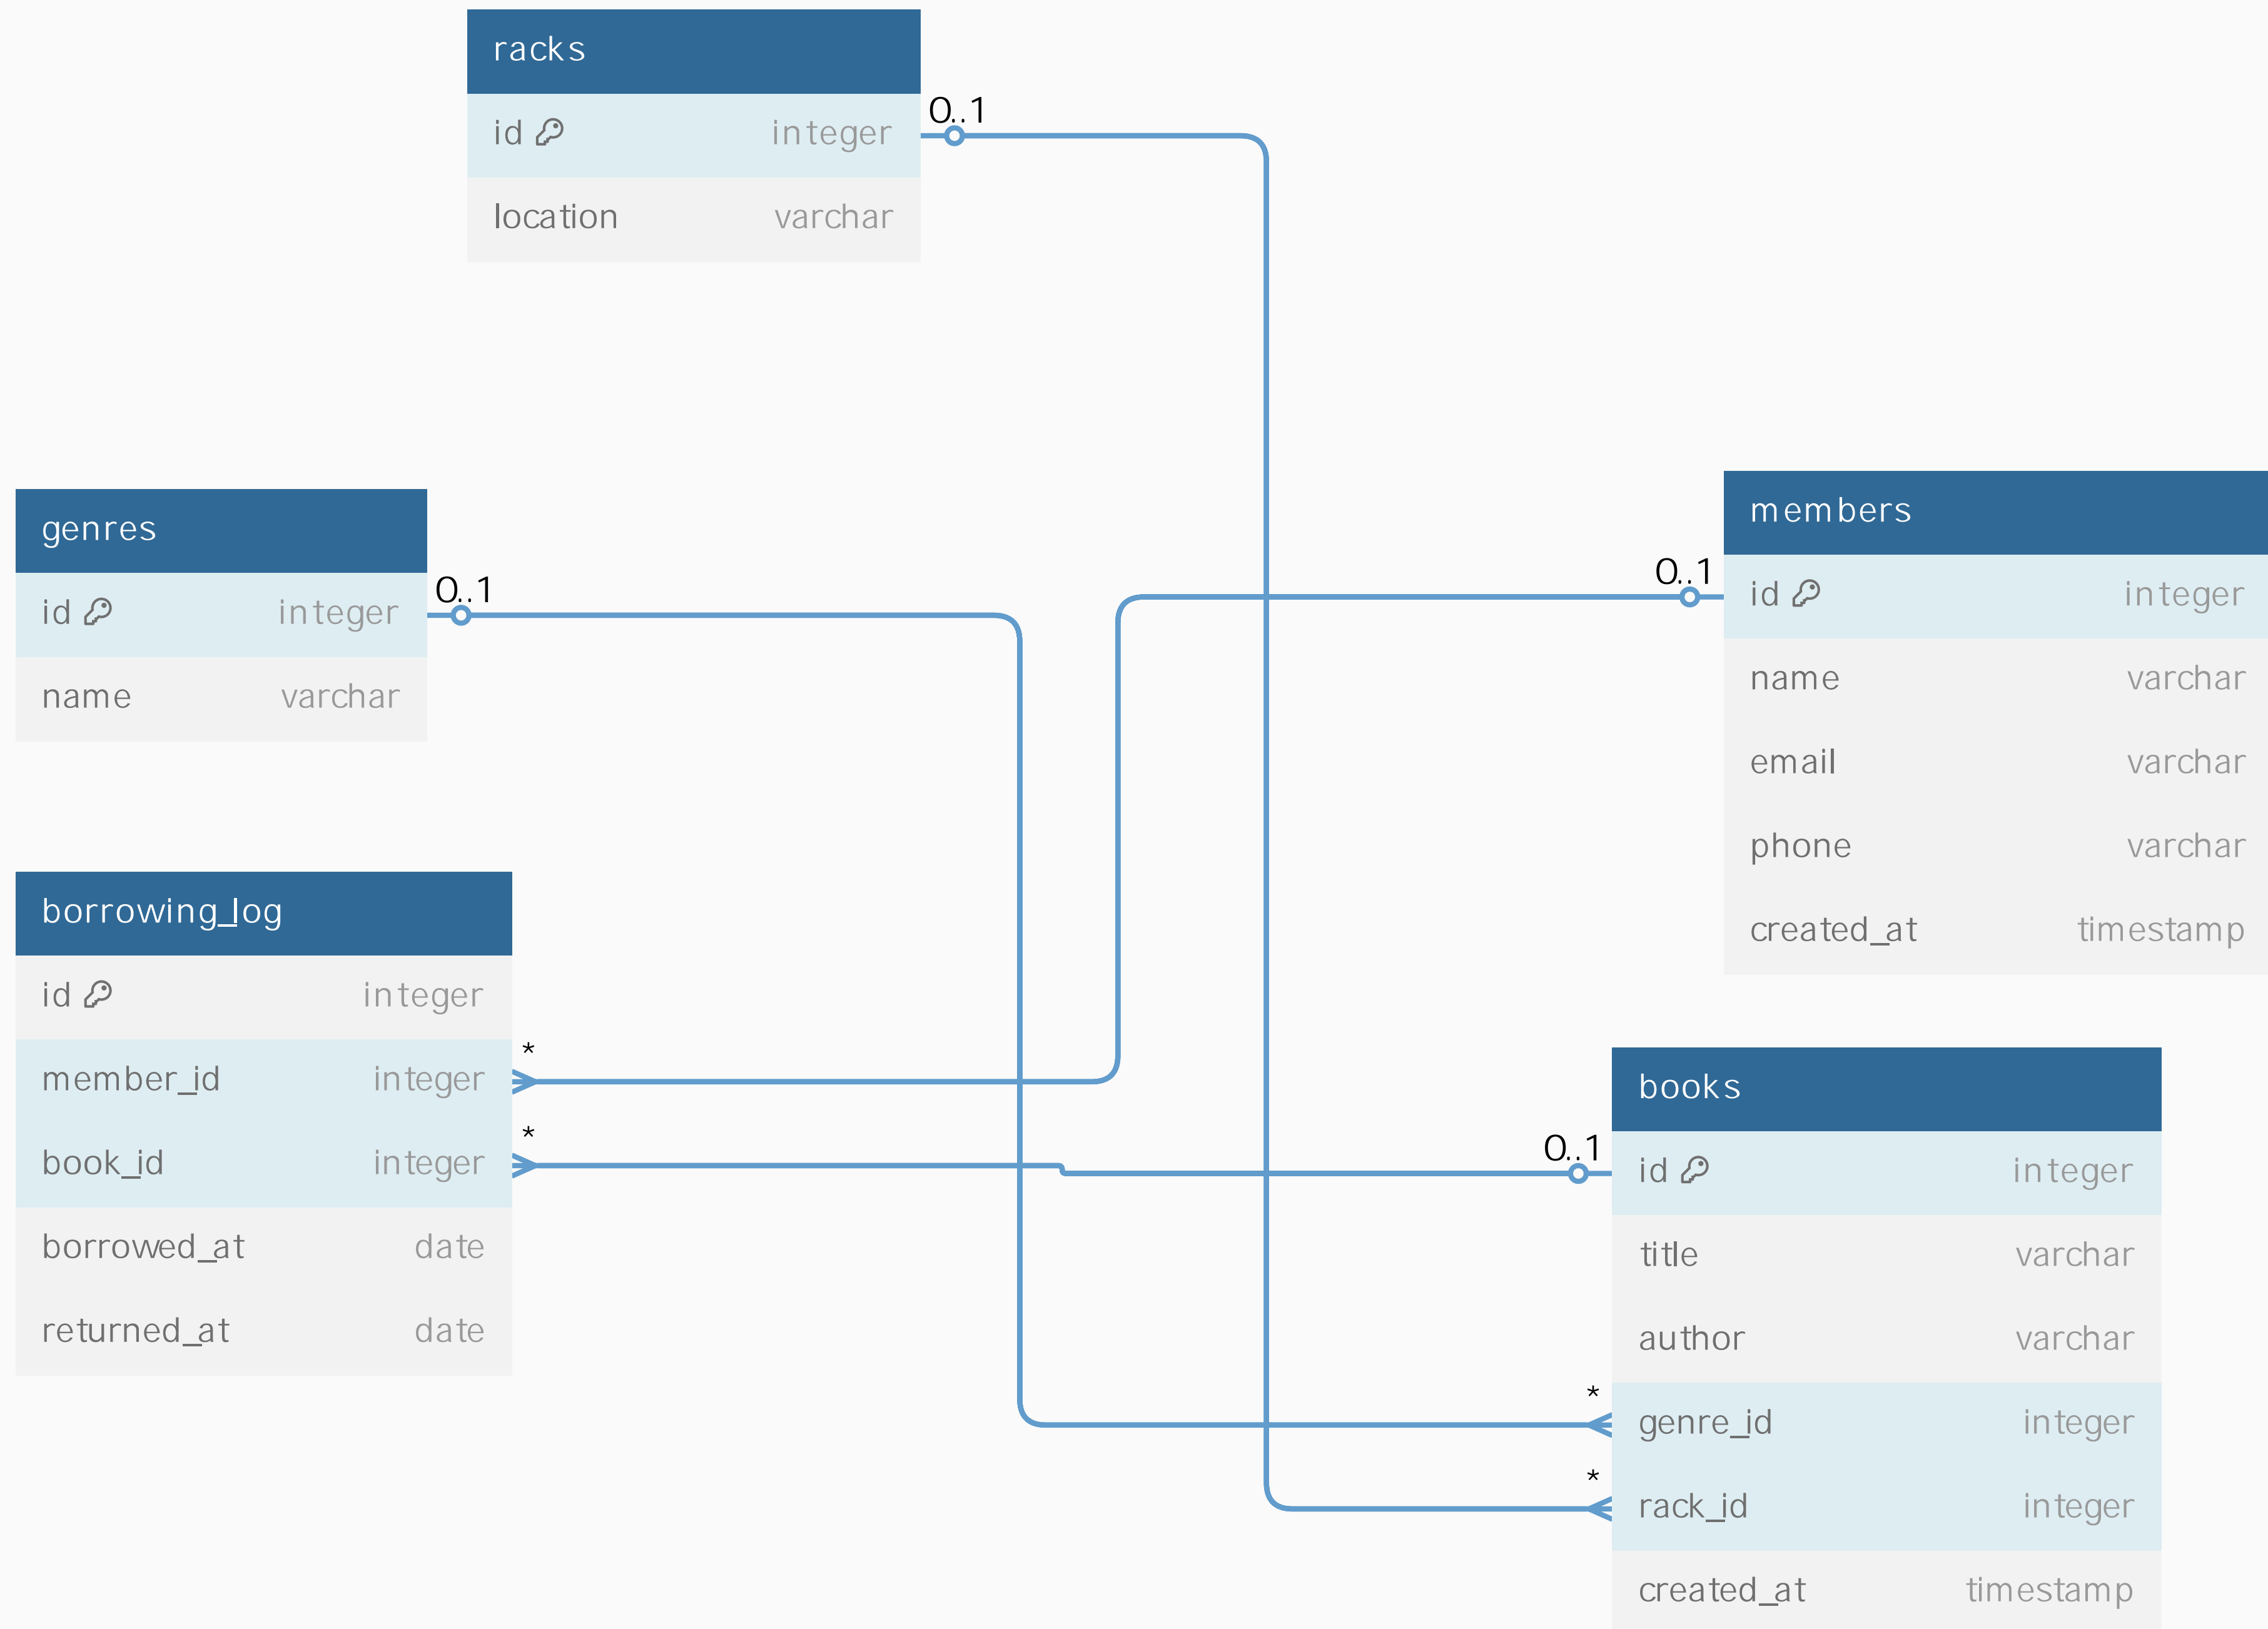 racks
id integer
location varchar
0..1
genres
id integer
name varchar
0..1
members
id integer
name varchar
email varchar
phone varchar
created_at timestamp
0..1
borrowing_log
id integer
member_id integer
book_id integer
borrowed_at date
returned_at date
*
*
books
id integer
title varchar
author varchar
genre_id integer
rack_id integer
created_at timestamp
0..1
*
*